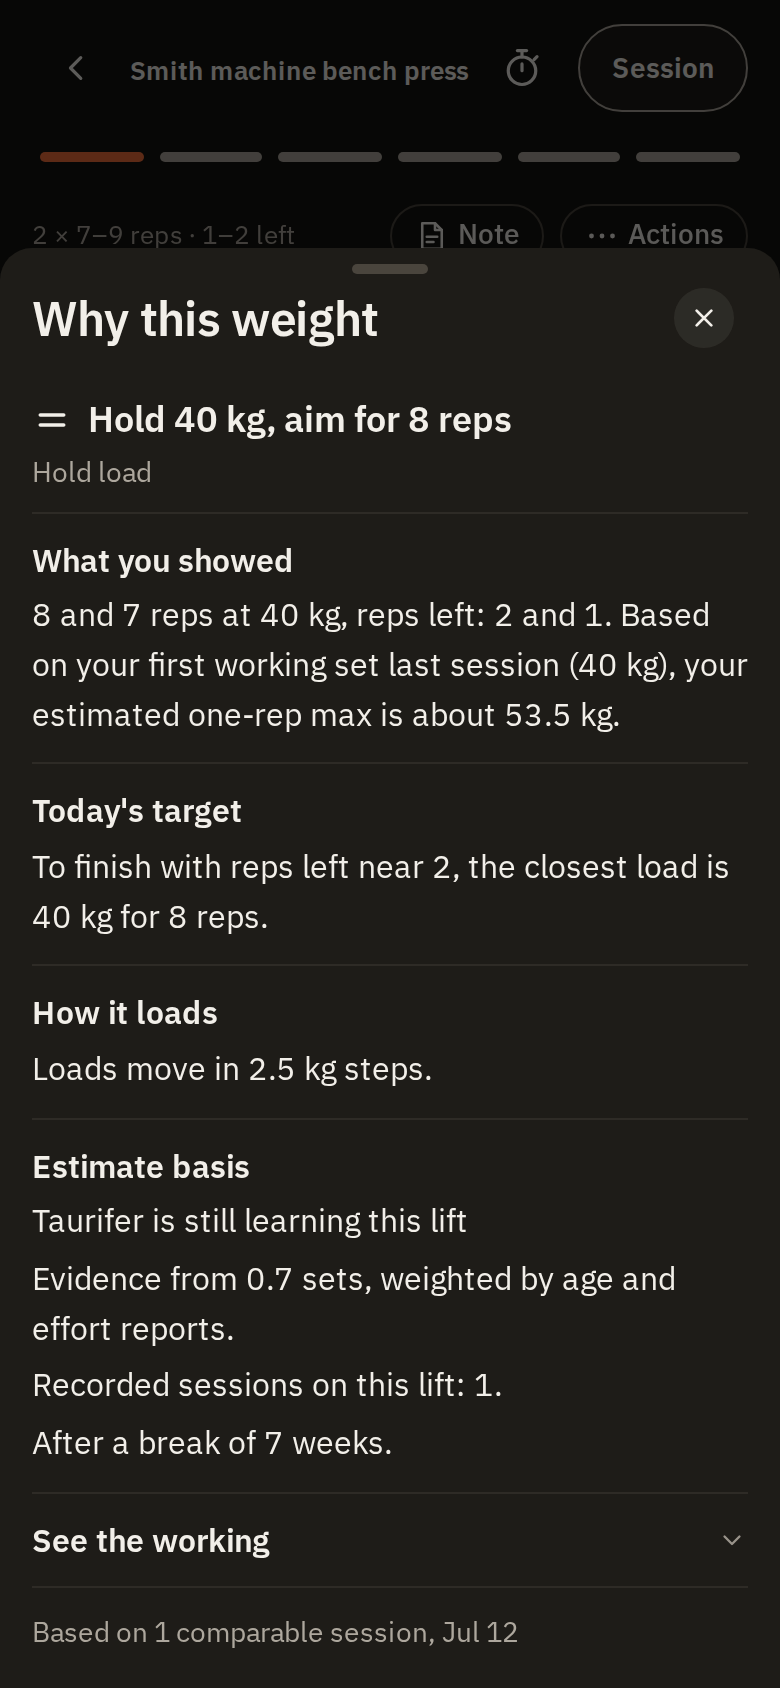 Smith machine bench press
Session
2 × 7–9 reps · 1–2 left
Note
Actions
Why this weight
Hold 40 kg, aim for 8 reps
Hold load
What you showed
8 and 7 reps at 40 kg, reps left: 2 and 1. Based
on your first working set last session (40 kg), your
estimated one-rep max is about 53.5 kg.
Today's target
To finish with reps left near 2, the closest load is
40 kg for 8 reps.
How it loads
Loads move in 2.5 kg steps.
Estimate basis
Taurifer is still learning this lift
Evidence from 0.7 sets, weighted by age and
effort reports.
Recorded sessions on this lift: 1.
After a break of 7 weeks.
See the working
Based on 1 comparable session, Jul 12